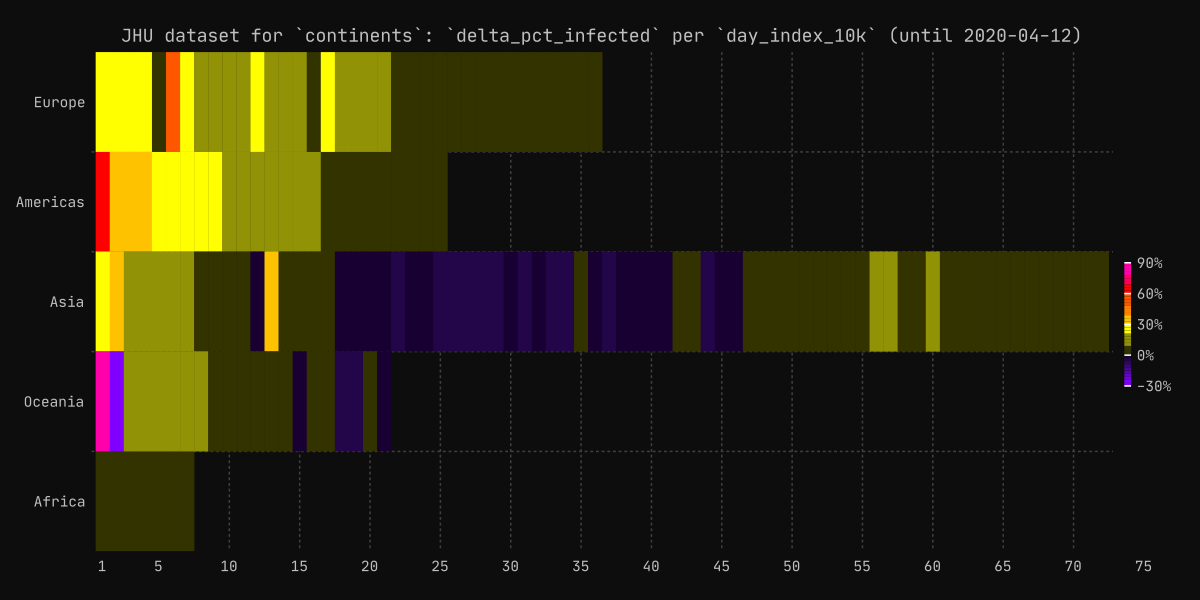 JHU dataset for `continents`: `delta_pct_infected` per `day_index_10k` (until 2020-04-12)
Europe
Americas
Asia
Oceania
Africa
90%
60%
30%
0%
-30%
1 5 10 15 20 25 30 35 40 45 50 55 60 65 70 75